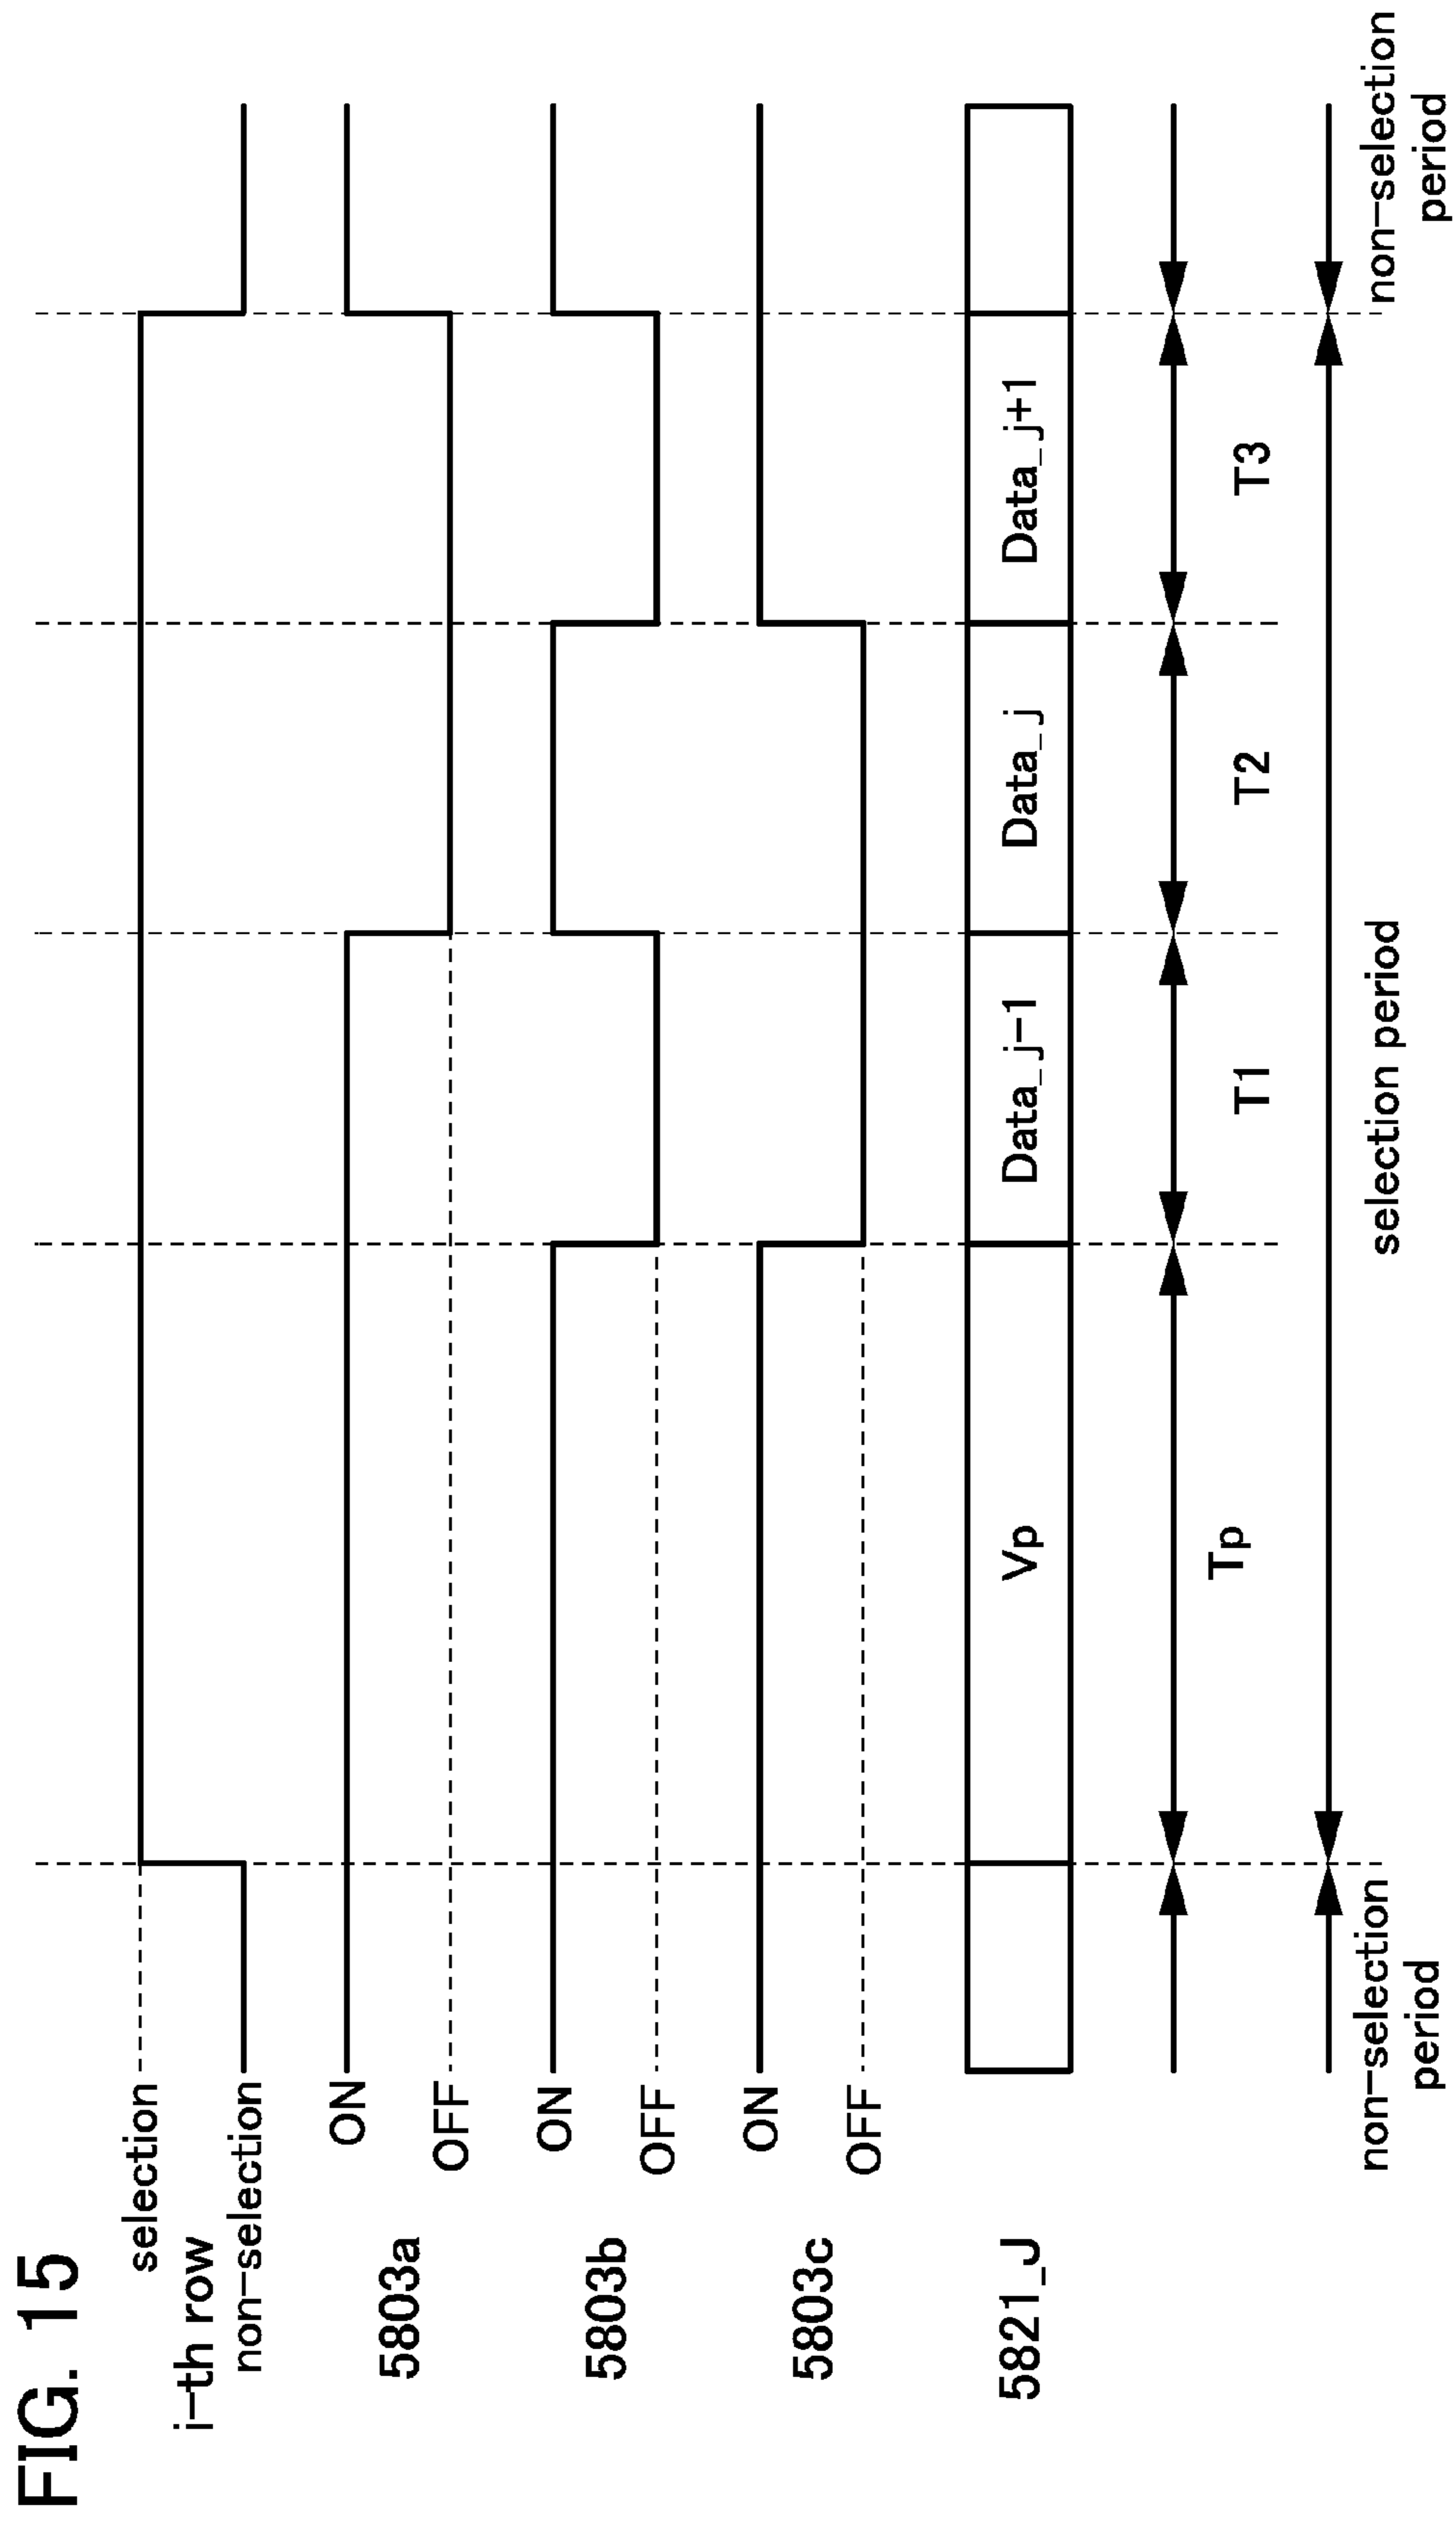 FIG. 15
selection
i-th row
non-selection
ON
5803a
OFF
ON
5803b
OFF
ON
5803c
OFF
5821_J
Vp
Data_j-1
Data_j
Data_j+1
Tp
T1
T2
T3
non-selection
period
selection period
non-selection
period